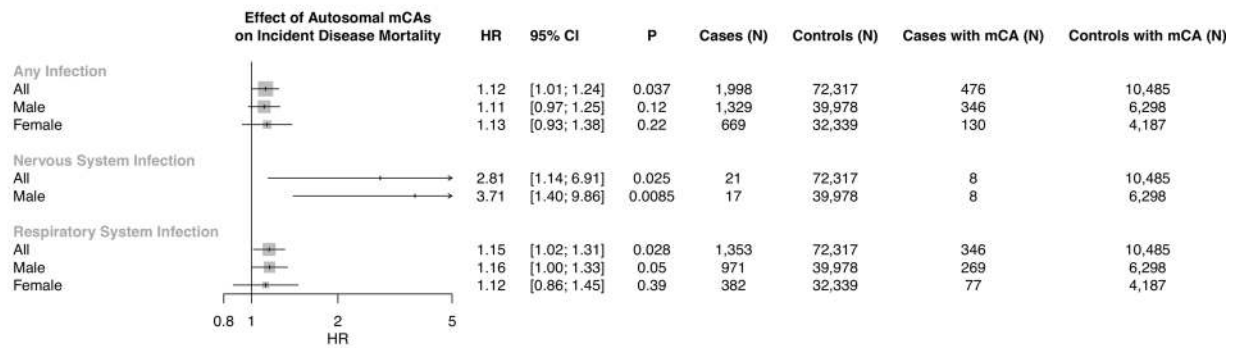 Effect of Autosomal mCAs
on Incident Disease Mortality HR 95% CI P Cases (N) Controls (N) Cases with mCA (N) Controls with mCA (N)
Any Infection
All 1.12 [1.01; 1.24] 0.037 1,998 72,317 476 10,485
Male 1.11 [0.97; 1.25] 0.12 1,329 39,978 346 6,298
Female 1.13 [0.93; 1.38] 0.22 669 32,339 130 4,187
Nervous System Infection
All 2.81 [1.14; 6.91] 0.025 21 72,317 8 10,485
Male 3.71 [1.40; 9.86] 0.0085 17 39,978 8 6,298
Respiratory System Infection
All 1.15 [1.02; 1.31] 0.028 1,353 72,317 346 10,485
Male 1.16 [1.00; 1.33] 0.05 971 39,978 269 6,298
Female 1.12 [0.86; 1.45] 0.39 382 32,339 77 4,187
0.8 1 2 5
HR